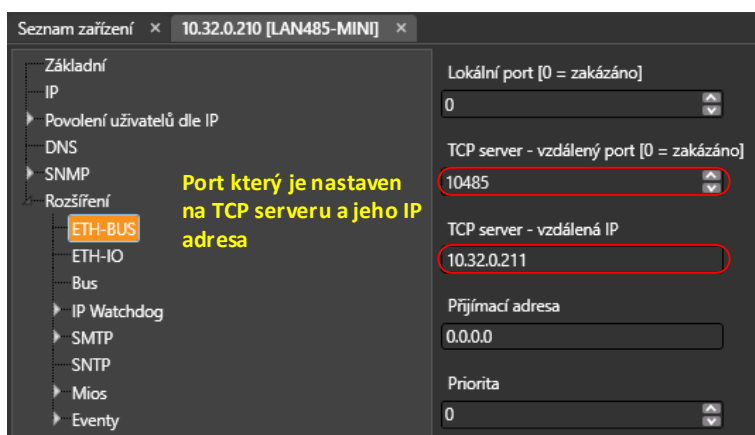 Seznam zařízení × 10.32.0.210 [LAN485-MINI] ×
Základní
IP
Povolení uživatelů dle IP
DNS
SNMP
Rozšíření
ETH-BUS
ETH-IO
Bus
IP Watchdog
SMTP
SNTP
Mios
Eventy
Port který je nastaven
na TCP serveru a jeho IP
adresa
Lokální port [0 = zakázáno]
0
TCP server - vzdálený port [0 = zakázáno]
10485
TCP server - vzdálená IP
10.32.0.211
Přijímací adresa
0.0.0.0
Priorita
0